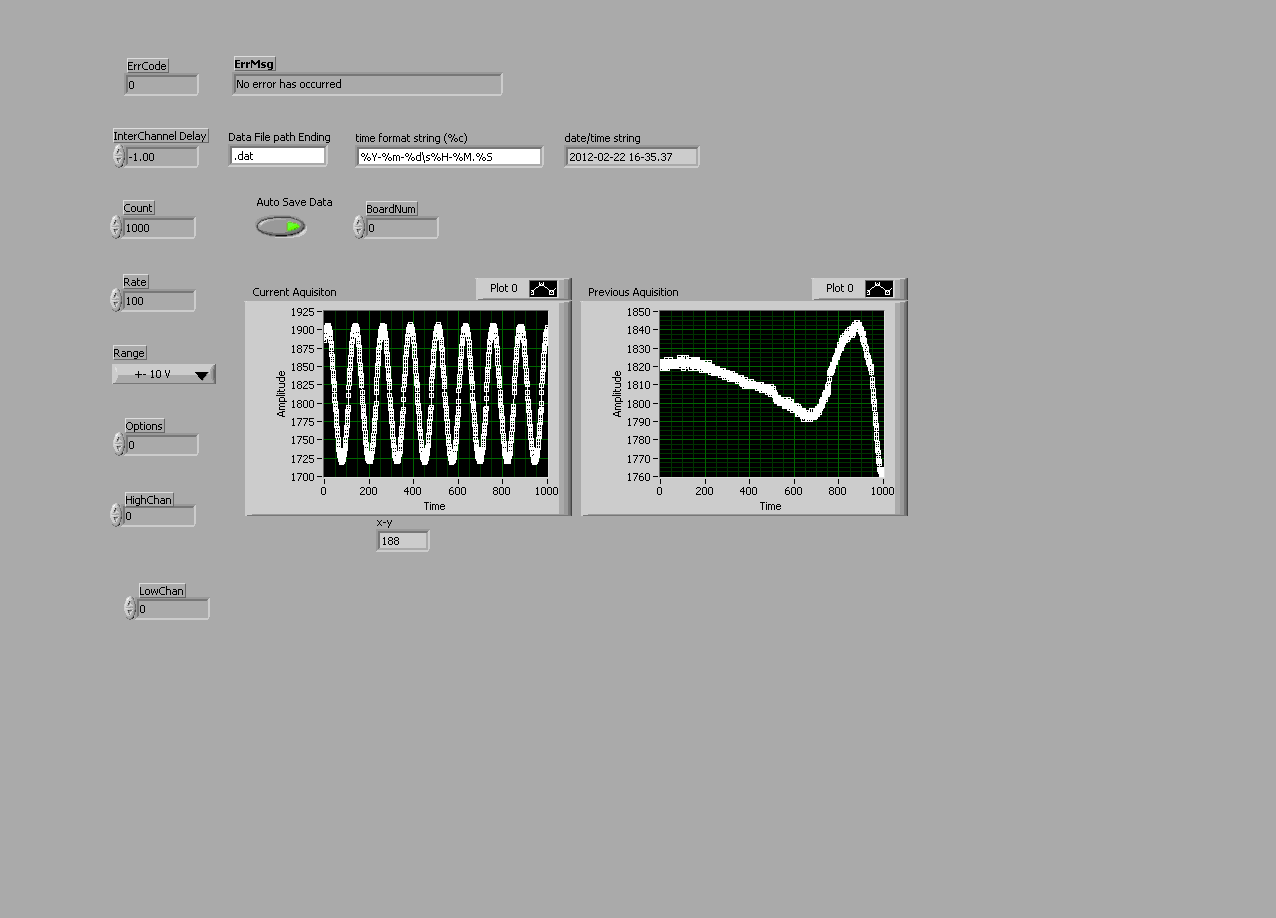 ErrCode
0
ErrMsg
No error has occurred
InterChannel Delay
-1.00
Data File path Ending
.dat
time format string (%c)
%Y-%m-%d\s%H-%M.%S
date/time string
2012-02-22 16-35.37
Count
1000
Auto Save Data
BoardNum
0
Rate
100
Range
+- 10 V
Options
0
HighChan
0
LowChan
0
Current Aquisiton
Plot 0
Amplitude
1925
1900
1875
1850
1825
1800
1775
1750
1725
1700
0 200 400 600 800 1000
Time
x-y
188
Previous Aquisition
Plot 0
Amplitude
1850
1840
1830
1820
1810
1800
1790
1780
1770
1760
0 200 400 600 800 1000
Time